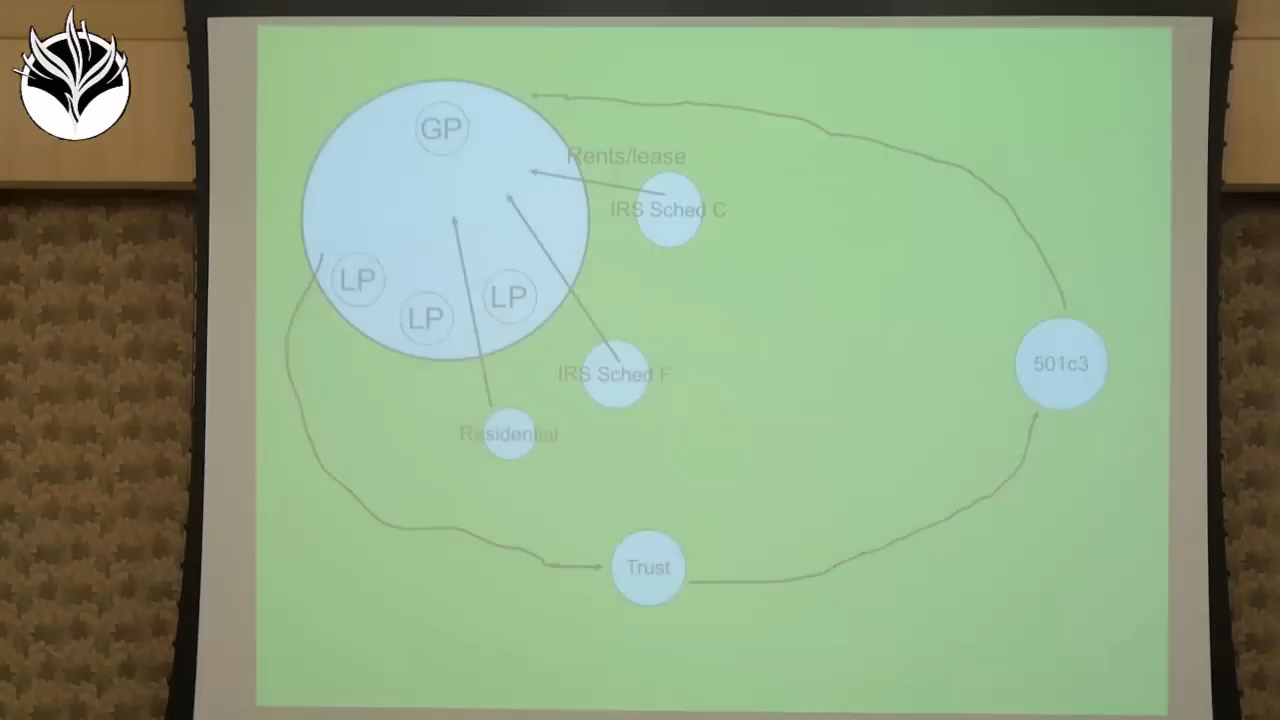 GP
Rents/lease
IRS Sched C
LP
LP
LP
IRS Sched F
501c3
Residential
Trust